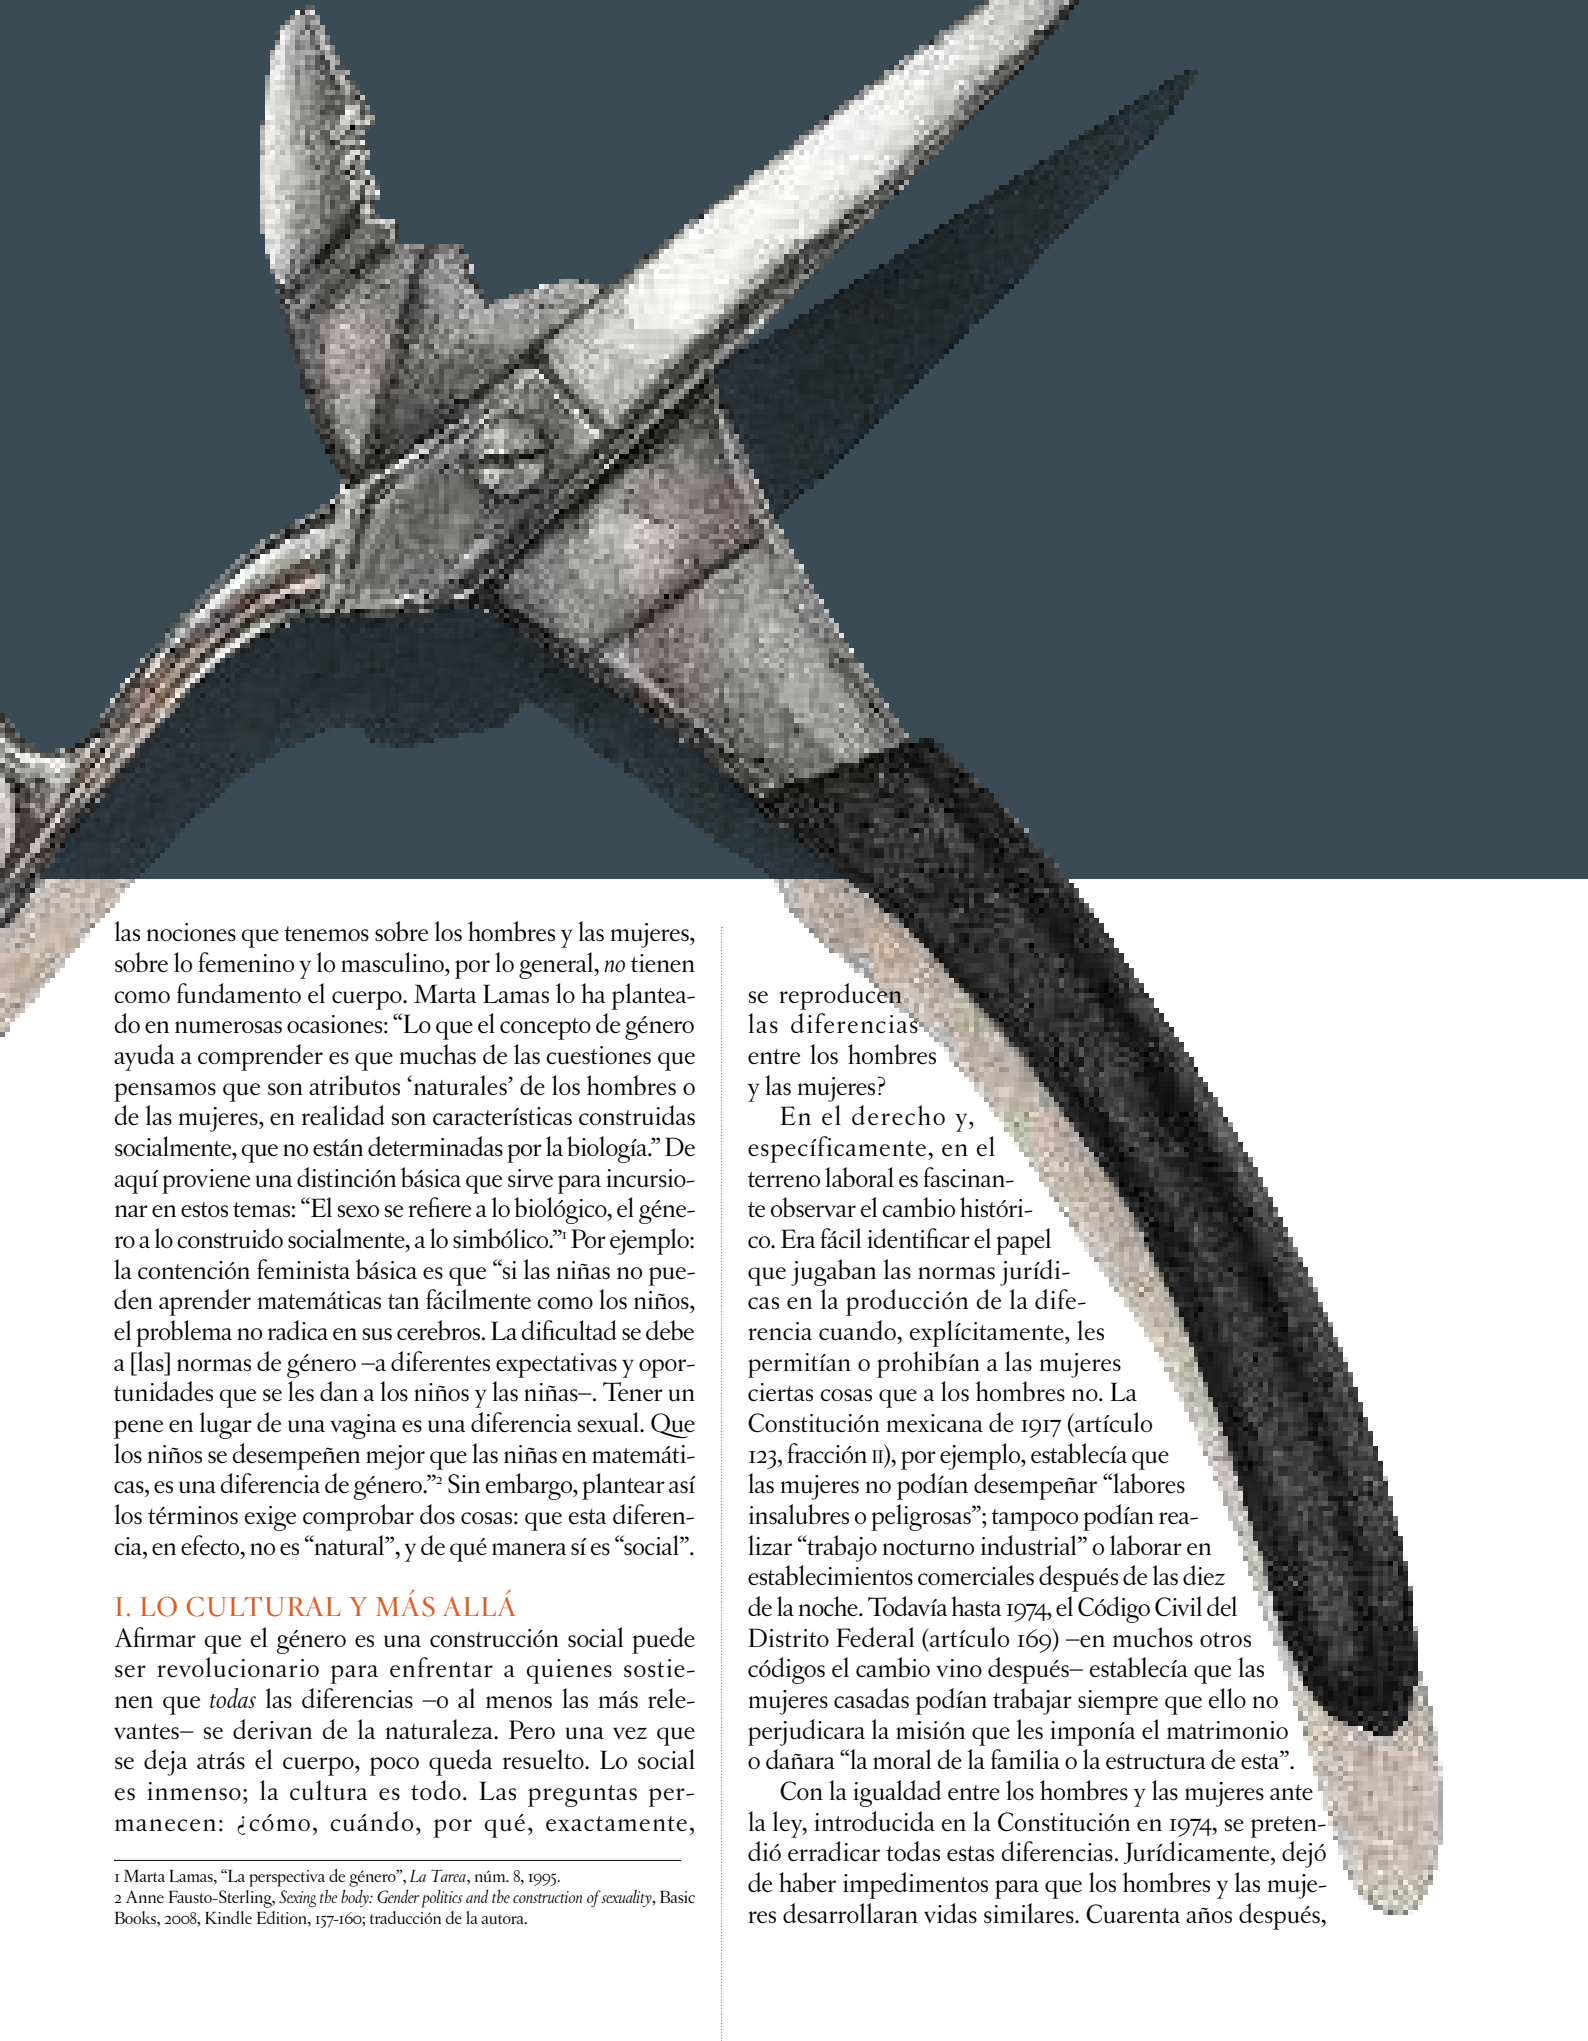 las nociones que tenemos sobre los hombres y las mujeres,
sobre lo femenino y lo masculino, por lo general, no tienen
como fundamento el cuerpo. Marta Lamas lo ha plantea-
do en numerosas ocasiones: “Lo que el concepto de género
ayuda a comprender es que muchas de las cuestiones que
pensamos que son atributos ‘naturales’ de los hombres o
de las mujeres, en realidad son características construidas
socialmente, que no están determinadas por la biología.” De
aquí proviene una distinción básica que sirve para incursio-
nar en estos temas: “El sexo se refiere a lo biológico, el géne-
ro a lo construido socialmente, a lo simbólico.”1 Por ejemplo:
la contención feminista básica es que “si las niñas no pue-
den aprender matemáticas tan fácilmente como los niños,
el problema no radica en sus cerebros. La dificultad se debe
a [las] normas de género –a diferentes expectativas y opor-
tunidades que se les dan a los niños y las niñas–. Tener un
pene en lugar de una vagina es una diferencia sexual. Que
los niños se desempeñen mejor que las niñas en matemáti-
cas, es una diferencia de género.”2 Sin embargo, plantear así
los términos exige comprobar dos cosas: que esta diferen-
cia, en efecto, no es “natural”, y de qué manera sí es “social”.
I. LO CULTURAL Y MÁS ALLÁ
Afirmar que el género es una construcción social puede
ser revolucionario para enfrentar a quienes sostie-
nen que todas las diferencias –o al menos las más rele-
vantes– se derivan de la naturaleza. Pero una vez que
se deja atrás el cuerpo, poco queda resuelto. Lo social
es inmenso; la cultura es todo. Las preguntas per-
manecen: ¿cómo, cuándo, por qué, exactamente,
1 Marta Lamas, “La perspectiva de género”, La Tarea, núm. 8, 1995.
2 Anne Fausto-Sterling, Sexing the body: Gender politics and the construction of sexuality, Basic
Books, 2008, Kindle Edition, 157-160; traducción de la autora.
se reproducen
las diferencias
entre los hombres
y las mujeres?
En el derecho y,
específicamente, en el
terreno laboral es fascinan-
te observar el cambio históri-
co. Era fácil identificar el papel
que jugaban las normas jurídi-
cas en la producción de la dife-
rencia cuando, explícitamente, les
permitían o prohibían a las mujeres
ciertas cosas que a los hombres no. La
Constitución mexicana de 1917 (artículo
123, fracción II), por ejemplo, establecía que
las mujeres no podían desempeñar “labores
insalubres o peligrosas”; tampoco podían rea-
lizar “trabajo nocturno industrial” o laborar en
establecimientos comerciales después de las diez
de la noche. Todavía hasta 1974, el Código Civil del
Distrito Federal (artículo 169) –en muchos otros
códigos el cambio vino después– establecía que las
mujeres casadas podían trabajar siempre que ello no
perjudicara la misión que les imponía el matrimonio
o dañara “la moral de la familia o la estructura de esta”.
Con la igualdad entre los hombres y las mujeres ante
la ley, introducida en la Constitución en 1974, se preten-
dió erradicar todas estas diferencias. Jurídicamente, dejó
de haber impedimentos para que los hombres y las muje-
res desarrollaran vidas similares. Cuarenta años después,